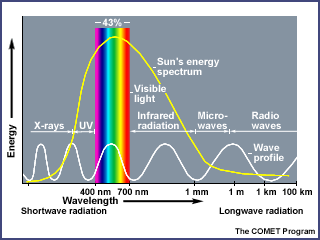 43%
Sun's energy
spectrum
Visible
light
X-rays
UV
Infrared
radiation
Micro-
waves
Radio
waves
Wave
profile
Energy
400 nm
700 nm
1 mm
1 m
1 km
100 km
Wavelength
Shortwave radiation
Longwave radiation
The COMET Program